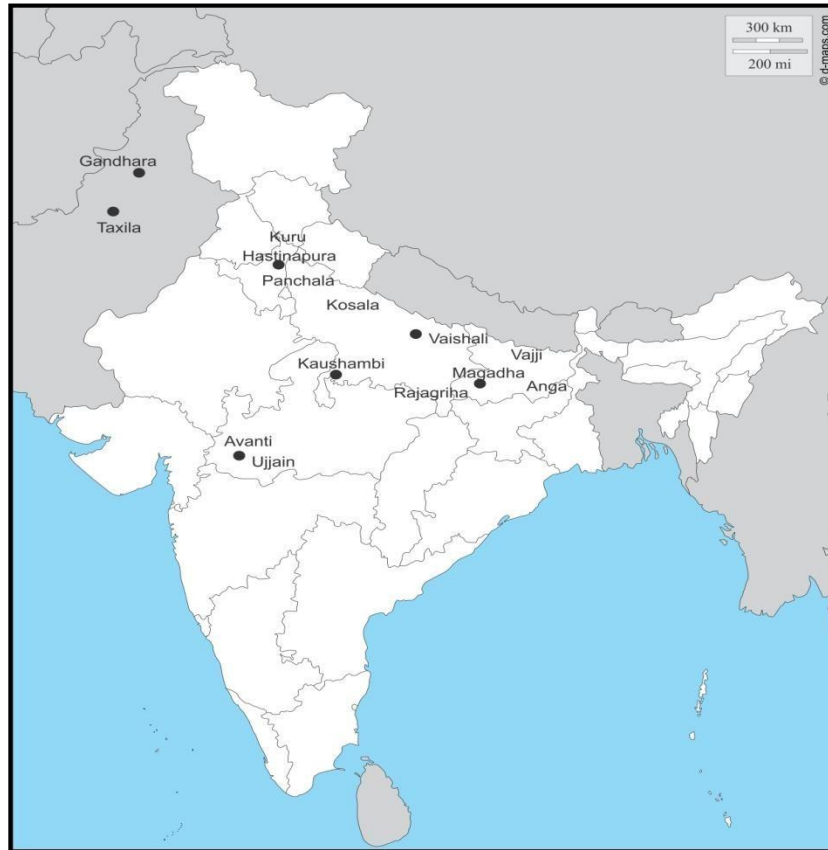 300 km
200 mi
© d-maps.com
Gandhara
Taxila
Kuru
Hastinapura
Panchala
Kosala
Vaishali
Vajji
Kaushambi
Magadha
Rajagriha
Anga
Avanti
Ujjain